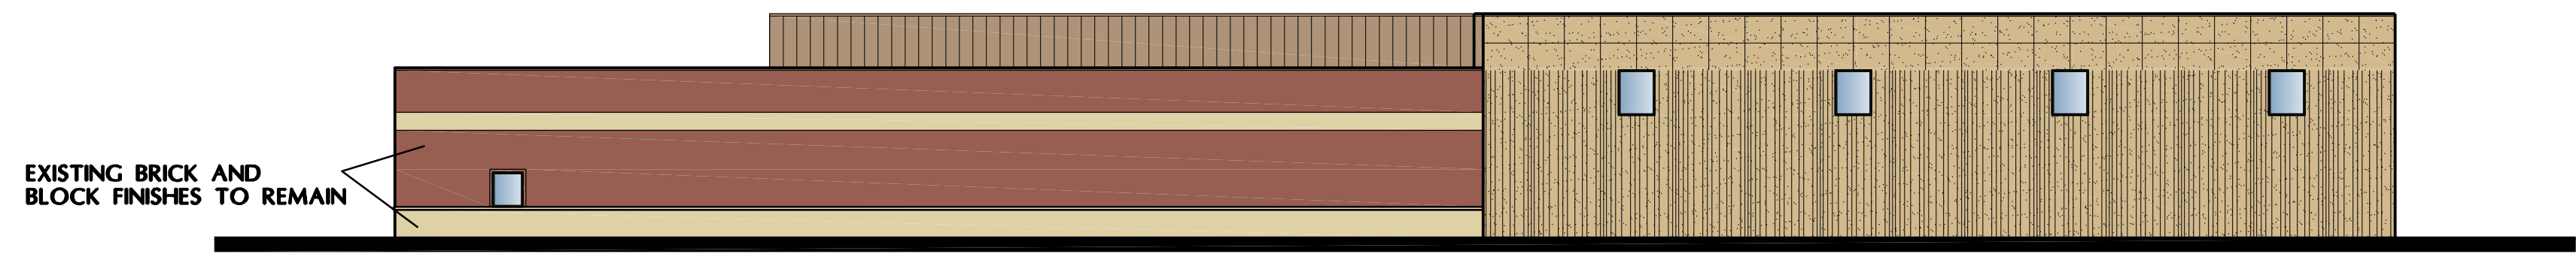 EXISTING BRICK AND
BLOCK FINISHES TO REMAIN